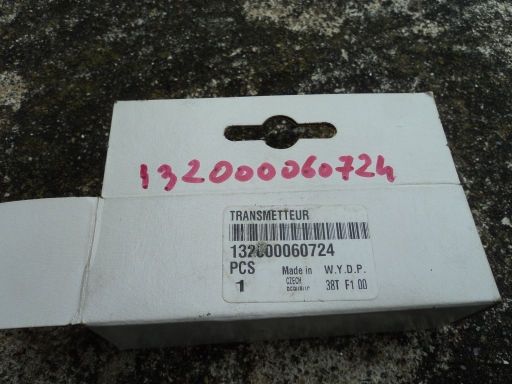 132000060724
TRANSMETTEUR
132000060724
PCS Made in W.Y.D.P.
1 CZECH 38T F1 00